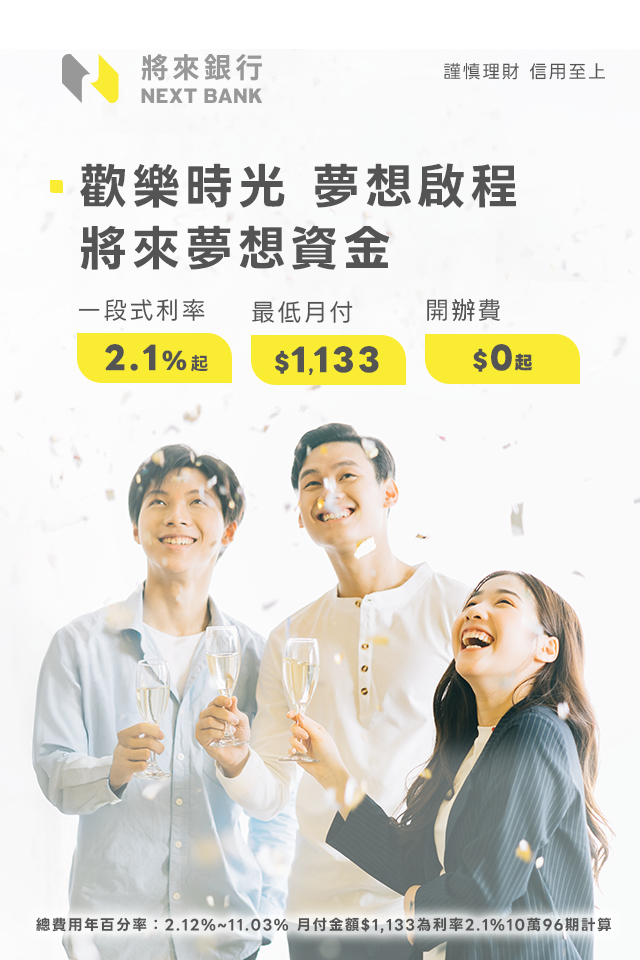 將來銀行
NEXT BANK
謹慎理財 信用至上
歡樂時光 夢想啟程
將來夢想資金
一段式利率 最低月付 開辦費
2.1%起 $1,133 $0起
總費用年百分率：2.12%~11.03% 月付金額$1,133為利率2.1%10萬96期計算